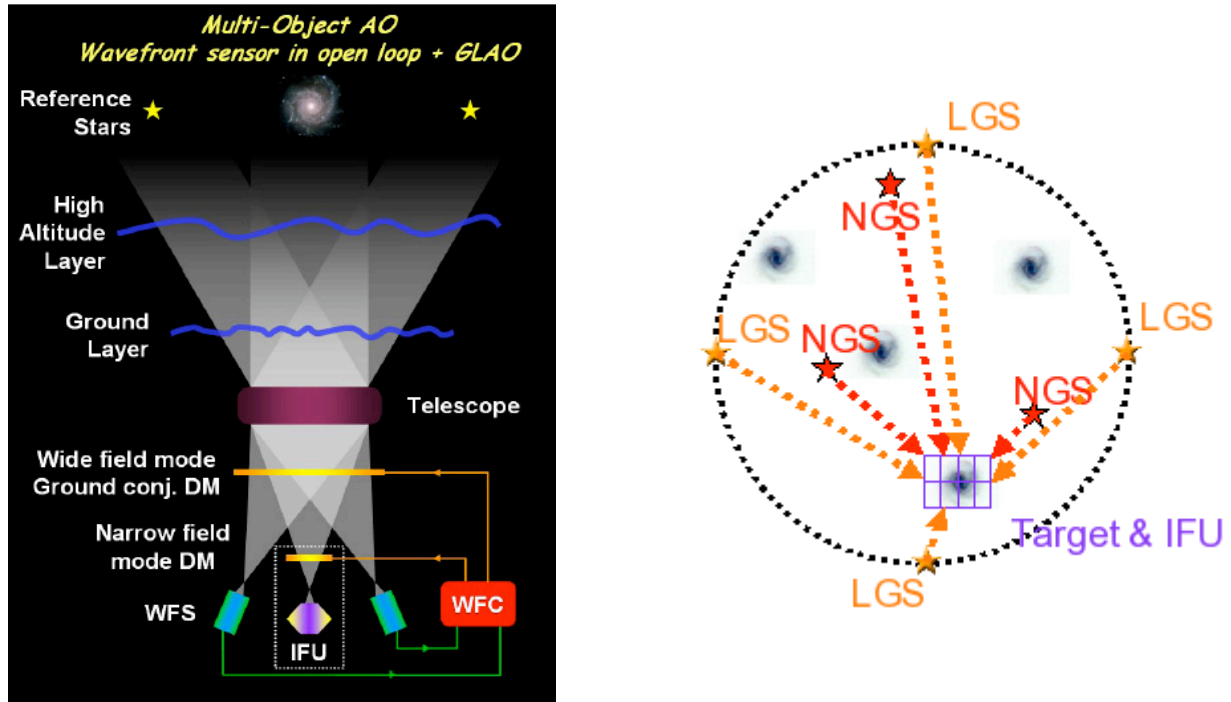 Multi-Object AO
Wavefront sensor in open loop + GLAO
Reference
Stars
High
Altitude
Layer
Ground
Layer
Telescope
Wide field mode
Ground conj. DM
Narrow field
mode DM
WFS
WFC
IFU
LGS
NGS
LGS
NGS
LGS
NGS
Target & IFU
LGS